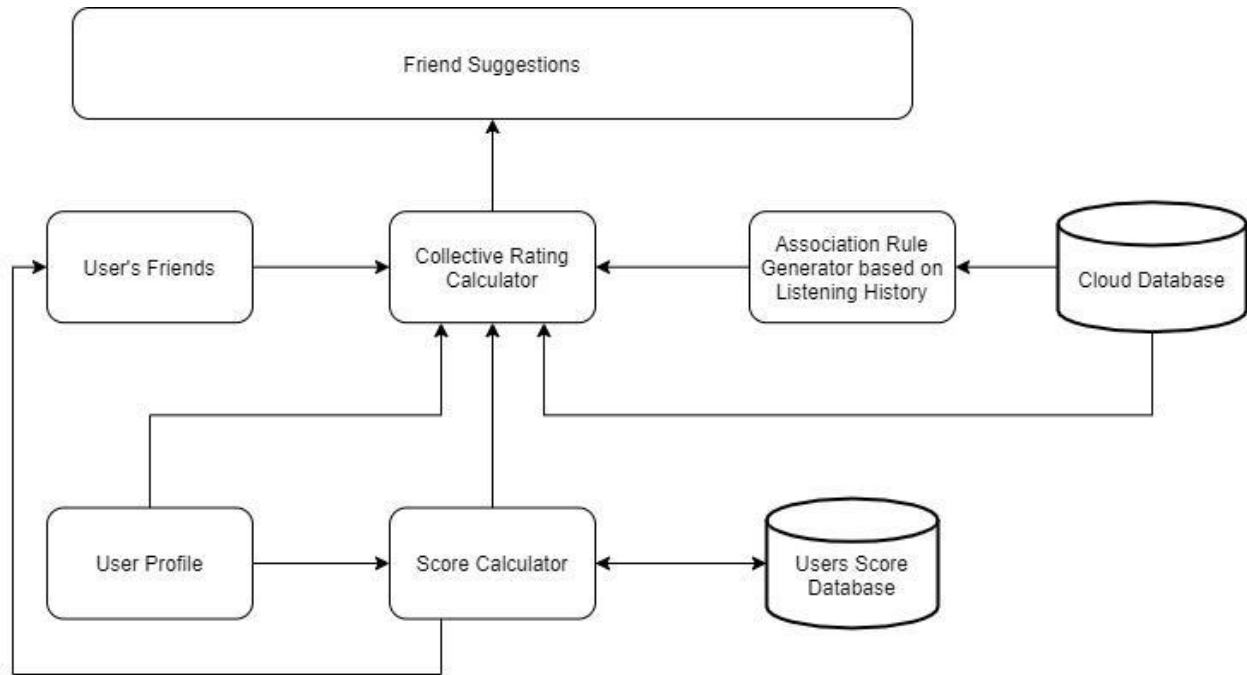 Friend Suggestions
User's Friends
Collective Rating
Calculator
Association Rule
Generator based on
Listening History
Cloud Database
User Profile
Score Calculator
Users Score
Database